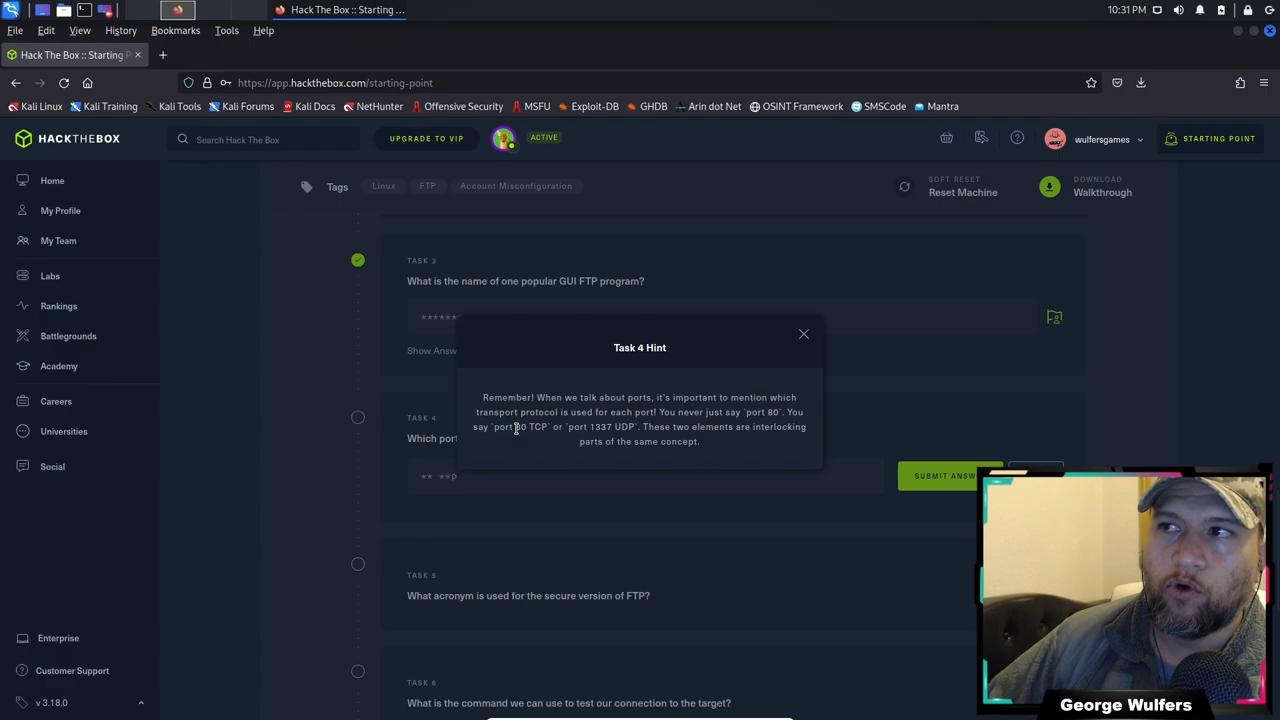 Hack The Box :: Starting ...
10:31 PM
File Edit View History Bookmarks Tools Help
Hack The Box :: Starting P
https://app.hackthebox.com/starting-point
Kali Linux Kali Training Kali Tools Kali Forums Kali Docs NetHunter Offensive Security MSFU Exploit-DB GHDB Arin dot Net OSINT Framework SMSCode Mantra
HACKTHEBOX
Search Hack The Box
UPGRADE TO VIP
ACTIVE
wulfersgames
STARTING POINT
Home
My Profile
My Team
Labs
Rankings
Battlegrounds
Academy
Careers
Universities
Social
Enterprise
Customer Support
v 3.18.0
Tags Linux FTP Account Misconfiguration
SOFT RESET
Reset Machine
DOWNLOAD
Walkthrough
TASK 3
What is the name of one popular GUI FTP program?
*******
Show Answ
Task 4 Hint
Remember! When we talk about ports, it's important to mention which
transport protocol is used for each port! You never just say `port 80`. You
say `port 80 TCP` or `port 1337 UDP`. These two elements are interlocking
parts of the same concept.
TASK 4
Which port
** **P
SUBMIT ANSW
TASK 5
What acronym is used for the secure version of FTP?
TASK 6
What is the command we can use to test our connection to the target?
George Wulfers